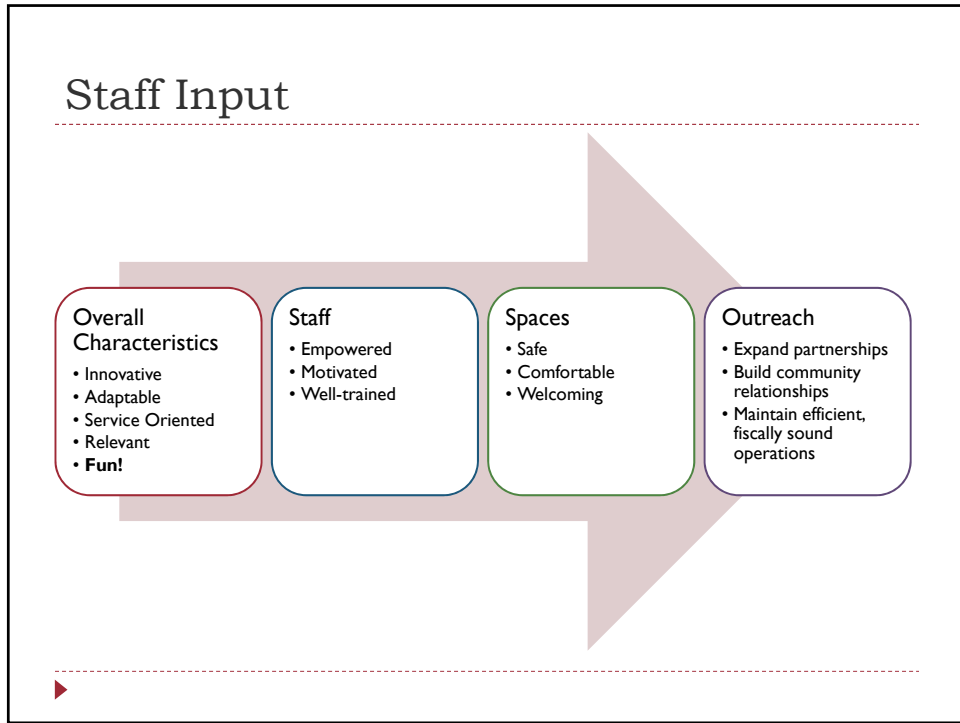 Staff Input
Overall
Characteristics
• Innovative
• Adaptable
• Service Oriented
• Relevant
• Fun!
Staff
• Empowered
• Motivated
• Well-trained
Spaces
• Safe
• Comfortable
• Welcoming
Outreach
• Expand partnerships
• Build community
relationships
• Maintain efficient,
fiscally sound
operations